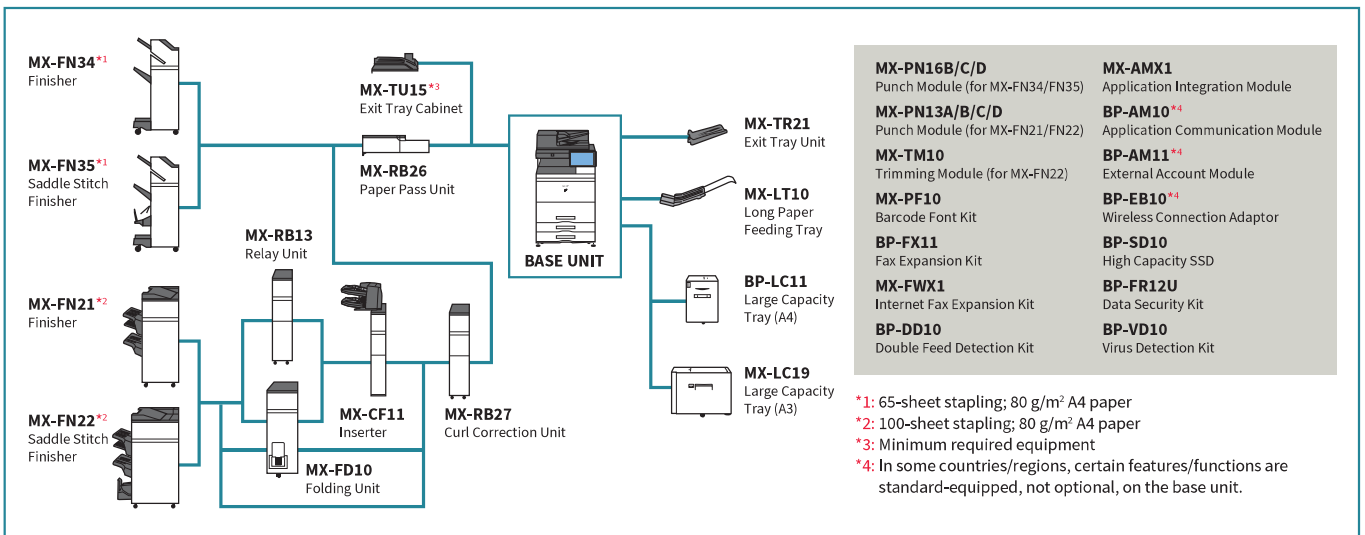 MX-FN34*1
Finisher
MX-FN35*1
Saddle Stitch
Finisher
MX-FN21*2
Finisher
MX-FN22*2
Saddle Stitch
Finisher
MX-TU15*3
Exit Tray Cabinet
MX-RB26
Paper Pass Unit
MX-RB13
Relay Unit
MX-FD10
Folding Unit
MX-CF11
Inserter
MX-RB27
Curl Correction Unit
BASE UNIT
MX-TR21
Exit Tray Unit
MX-LT10
Long Paper
Feeding Tray
BP-LC11
Large Capacity
Tray (A4)
MX-LC19
Large Capacity
Tray (A3)
MX-PN16B/C/D
Punch Module (for MX-FN34/FN35)
MX-PN13A/B/C/D
Punch Module (for MX-FN21/FN22)
MX-TM10
Trimming Module (for MX-FN22)
MX-PF10
Barcode Font Kit
BP-FX11
Fax Expansion Kit
MX-FWX1
Internet Fax Expansion Kit
BP-DD10
Double Feed Detection Kit
MX-AMX1
Application Integration Module
BP-AM10*4
Application Communication Module
BP-AM11*4
External Account Module
BP-EB10*4
Wireless Connection Adaptor
BP-SD10
High Capacity SSD
BP-FR12U
Data Security Kit
BP-VD10
Virus Detection Kit
*1: 65-sheet stapling; 80 g/m² A4 paper
*2: 100-sheet stapling; 80 g/m² A4 paper
*3: Minimum required equipment
*4: In some countries/regions, certain features/functions are
standard-equipped, not optional, on the base unit.